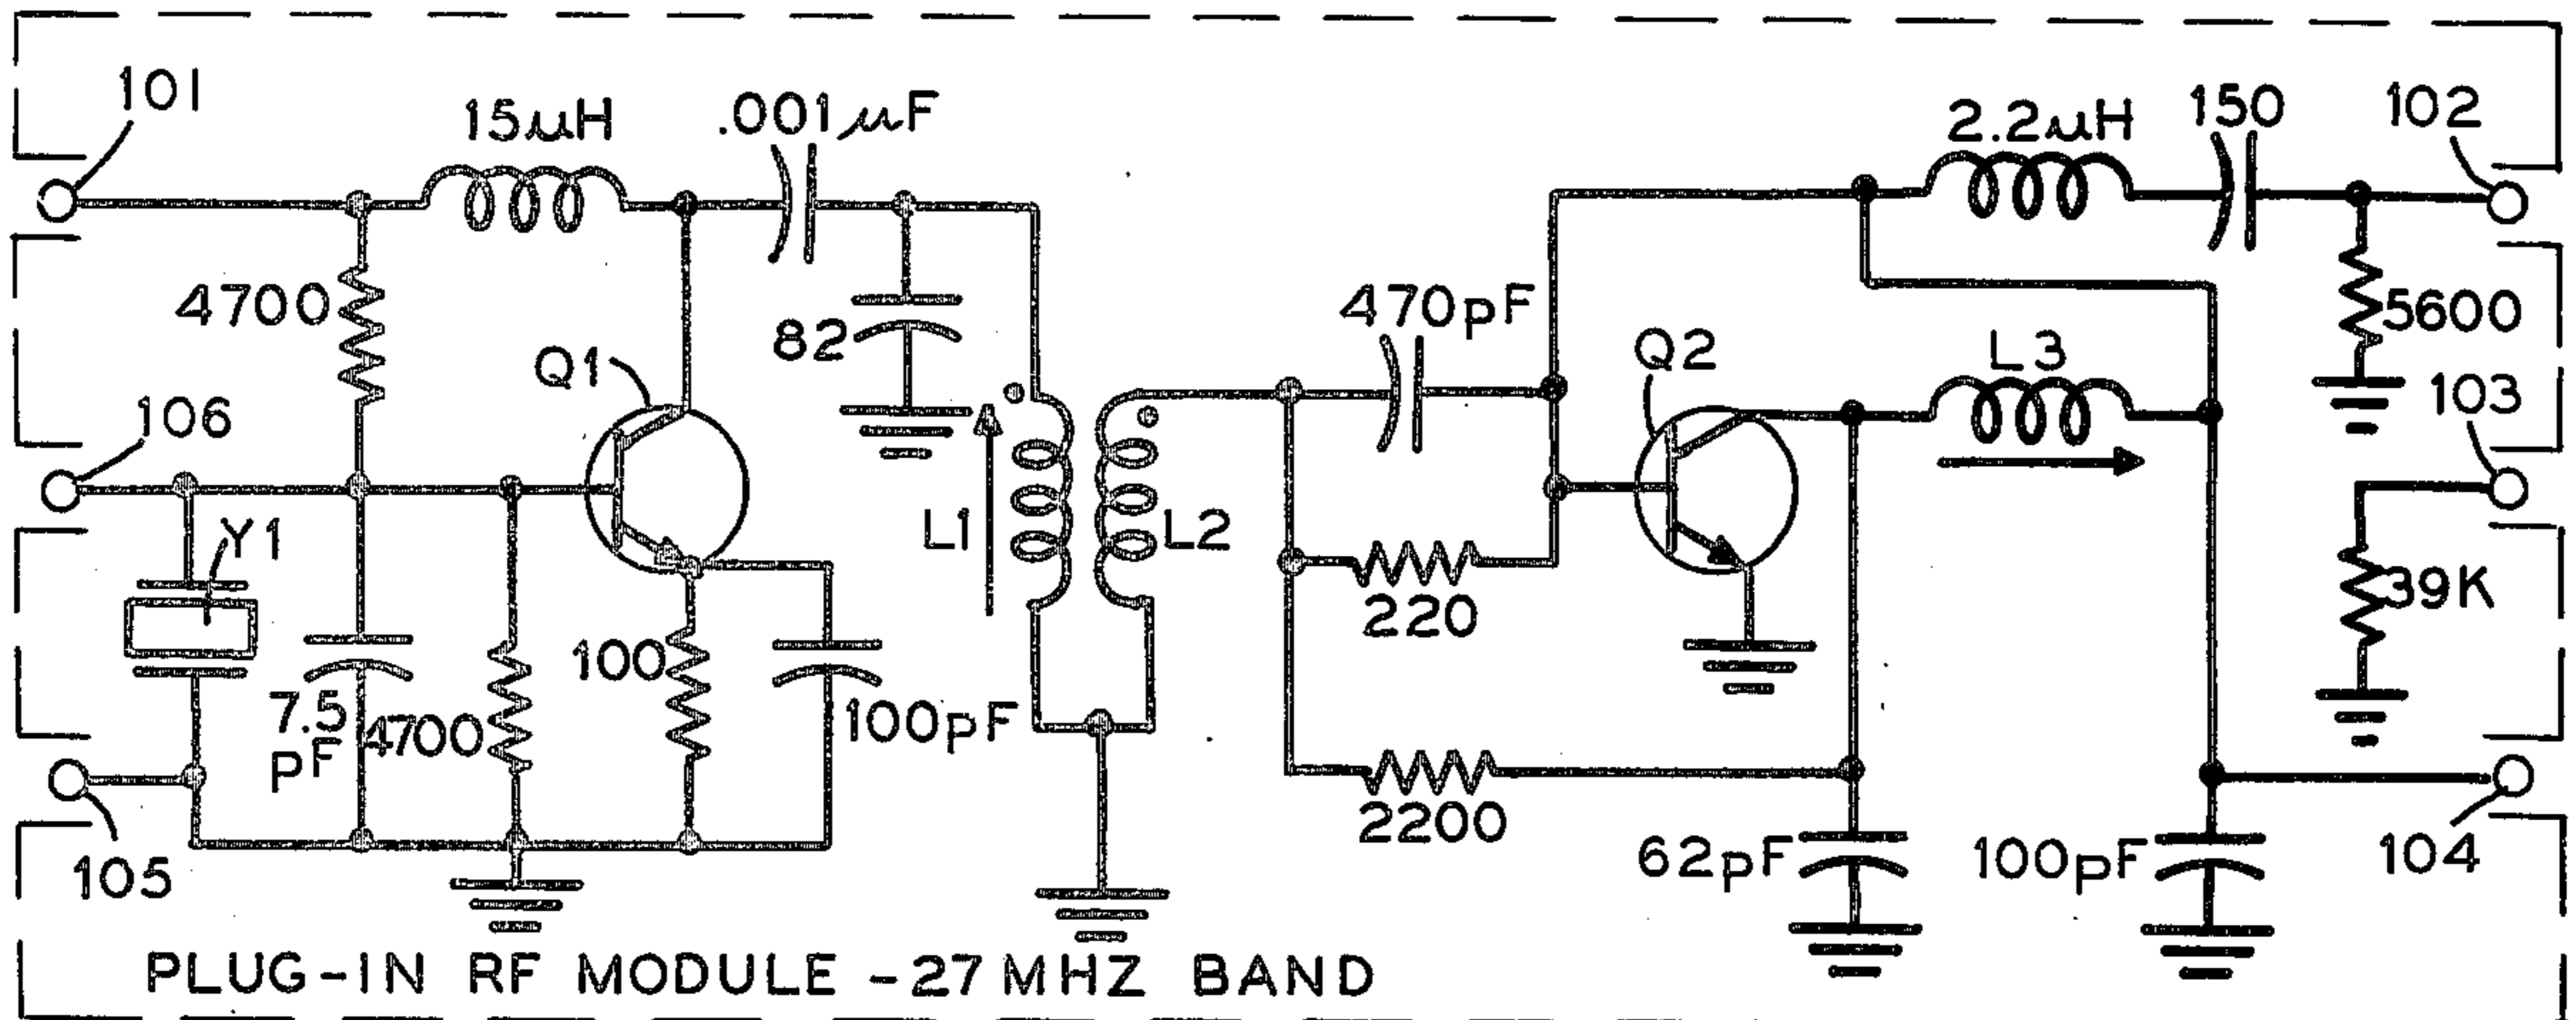 101
15μH
.001μF
2.2μH
150
102
4700
82
470pF
5600
Q1
Q2
L3
103
106
Y1
L1
L2
220
39K
7.5
pF
4700
100
100pF
2200
62pF
100pF
104
105
PLUG-IN RF MODULE -27 MHZ BAND